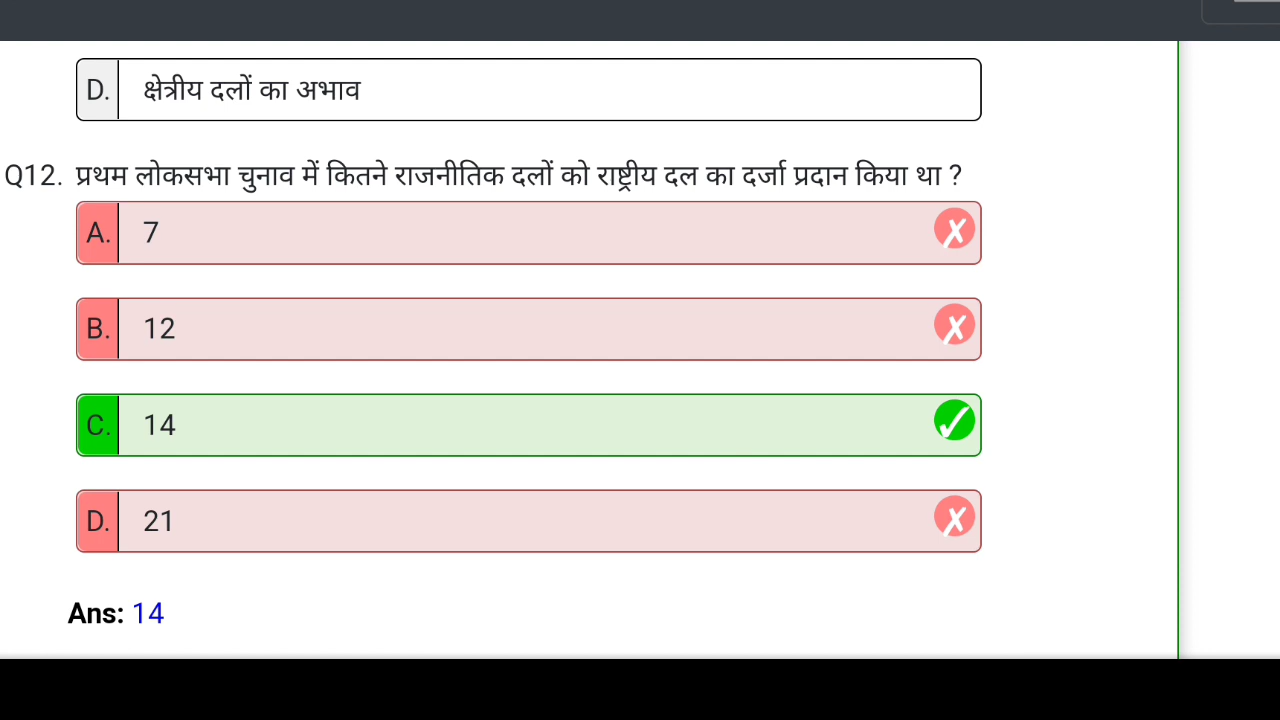 D. क्षेत्रीय दलों का अभाव
Q12. प्रथम लोकसभा चुनाव में कितने राजनीतिक दलों को राष्ट्रीय दल का दर्जा प्रदान किया था ?
A. 7
B. 12
C. 14
D. 21
Ans: 14